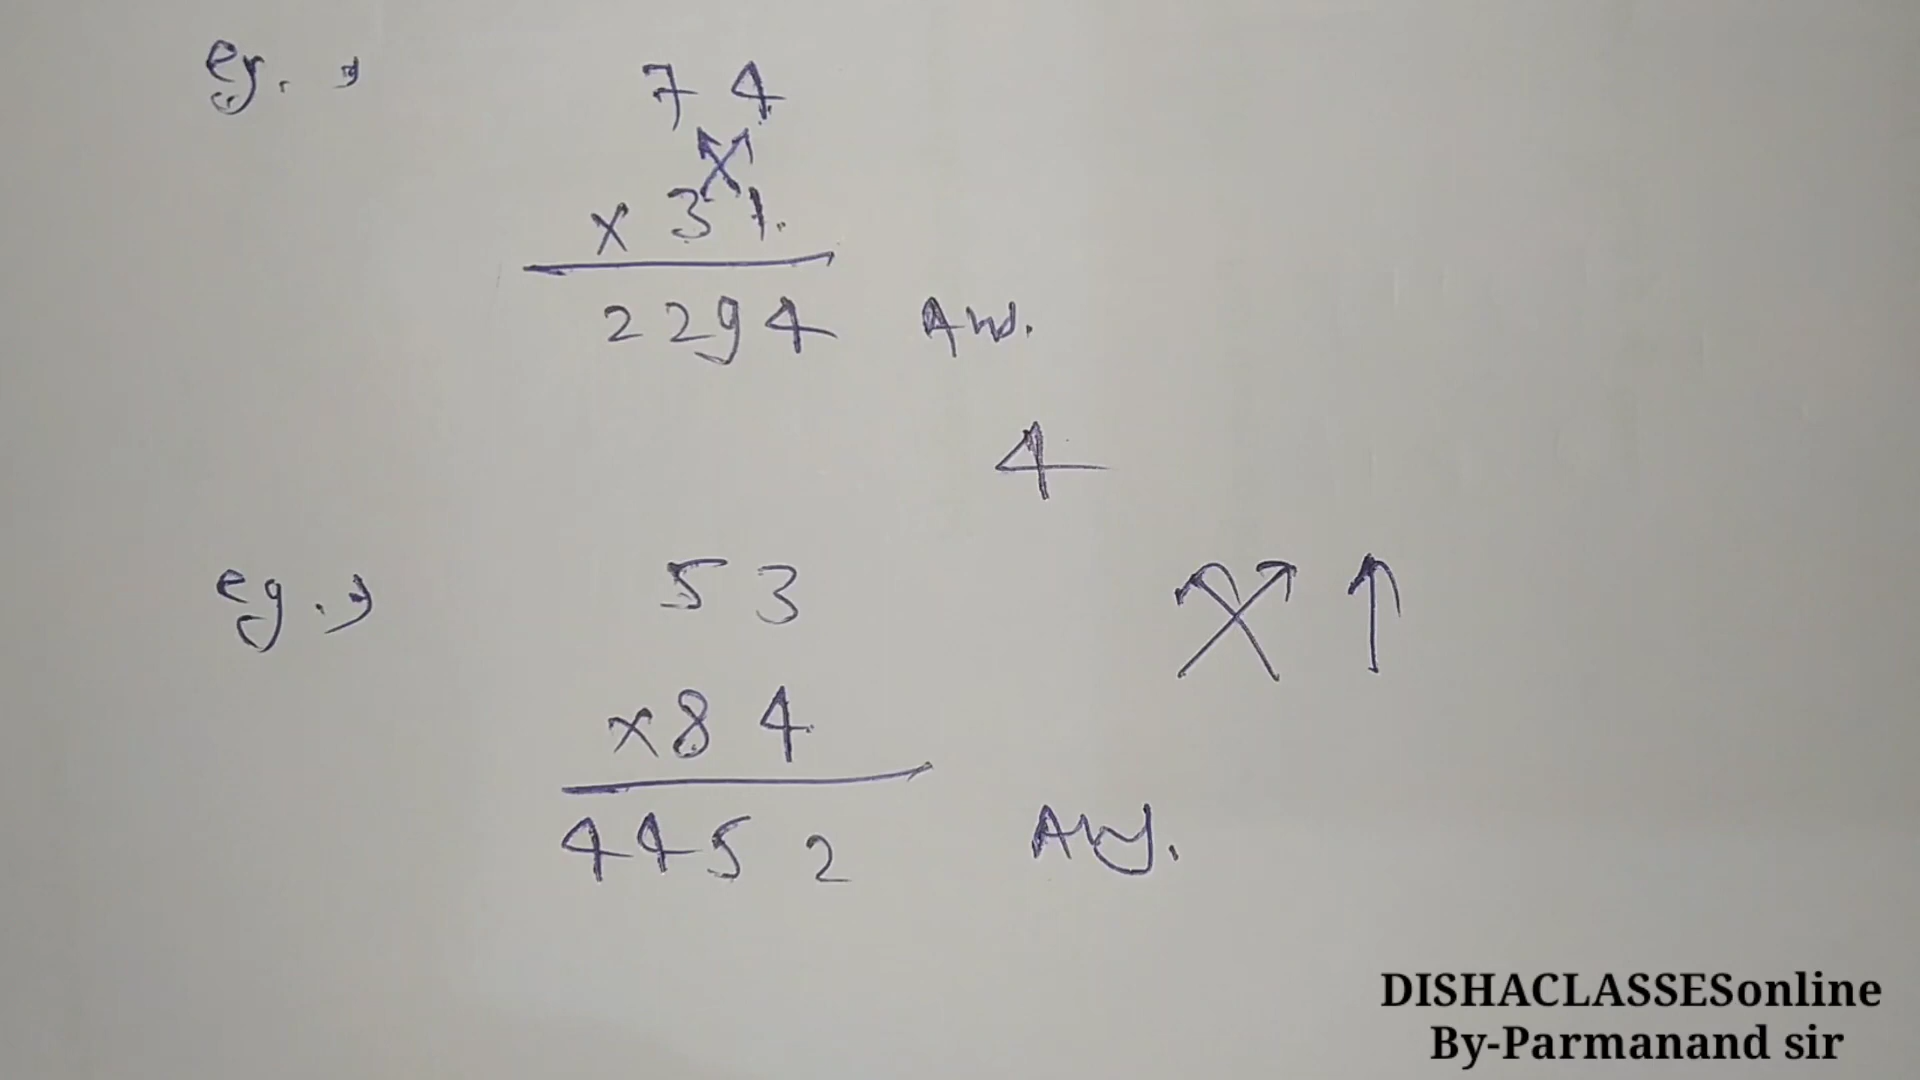 eg. →
74
x 31
2294 Ans.
4
eg. →
53
x84
4452 Ans.
DISHACLASSESonline
By-Parmanand sir